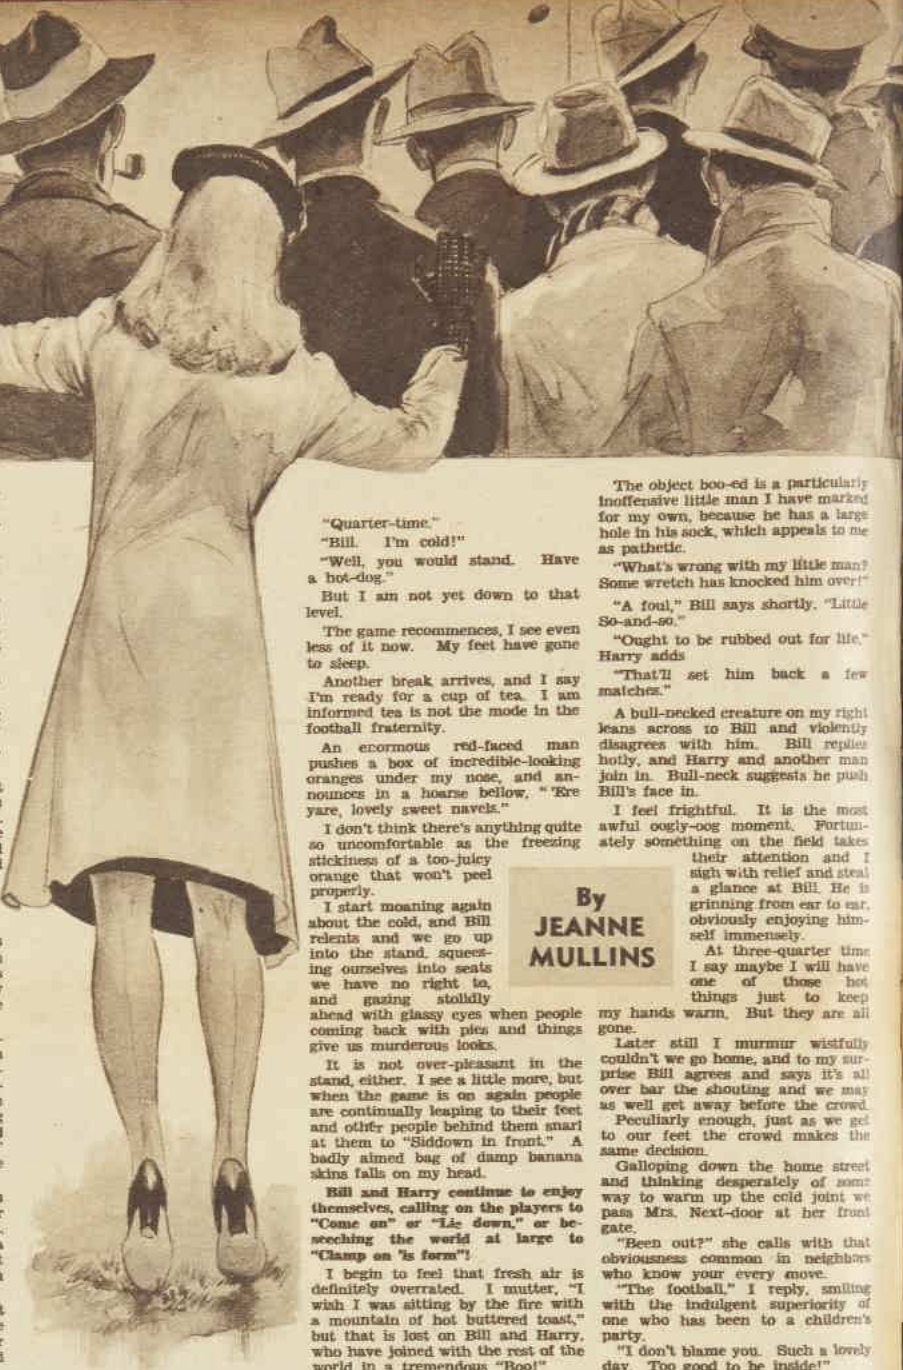 "Quarter-time."
"Bill. I'm cold!"
"Well, you would stand. Have
a hot-dog."
But I am not yet down to that
level.
The game recommences, I see even
less of it now. My feet have gone
to sleep.
Another break arrives, and I say
I'm ready for a cup of tea. I am
informed tea is not the mode in the
football fraternity.
An enormous red-faced man
pushes a box of incredible-looking
oranges under my nose, and an-
nounces in a hoarse bellow, "'Ere
yare, lovely sweet navels."
I don't think there's anything quite
so uncomfortable as the freezing
stickiness of a too-juicy
orange that won't peel
properly.
I start moaning again
about the cold, and Bill
relents and we go up
into the stand, squeez-
ing ourselves into seats
we have no right to,
and gazing stolidly
ahead with glassy eyes when people
coming back with pies and things
give us murderous looks.
It is not over-pleasant in the
stand, either. I see a little more, but
when the game is on again people
are continually leaping to their feet
and other people behind them snarl
at them to "Siddown in front." A
badly aimed bag of damp banana
skins falls on my head.
Bill and Harry continue to enjoy
themselves, calling on the players to
"Come on" or "Lie down," or be-
seeching the world at large to
"Clamp on 'is form"!
I begin to feel that fresh air is
definitely overrated. I mutter, "I
wish I was sitting by the fire with
a mountain of hot buttered toast,"
but that is lost on Bill and Harry,
who have joined with the rest of the
world in a tremendous "Boo!"
By
JEANNE
MULLINS
The object boo-ed is a particularly
inoffensive little man I have marked
for my own, because he has a large
hole in his sock, which appeals to me
as pathetic.
"What's wrong with my little man?
Some wretch has knocked him over!"
"A foul," Bill says shortly. "Little
So-and-so."
"Ought to be rubbed out for life,"
Harry adds
"That'll set him back a few
matches."
A bull-necked creature on my right
leans across to Bill and violently
disagrees with him. Bill replies
hotly, and Harry and another man
join in. Bull-neck suggests he push
Bill's face in.
I feel frightful. It is the most
awful oogly-oog moment. Fortun-
ately something on the field takes
their attention and I
sigh with relief and steal
a glance at Bill. He is
grinning from ear to ear,
obviously enjoying him-
self immensely.
At three-quarter time
I say maybe I will have
one of those hot
things just to keep
my hands warm. But they are all
gone.
Later still I murmur wistfully
couldn't we go home, and to my sur-
prise Bill agrees and says it's all
over bar the shouting and we may
as well get away before the crowd.
Peculiarly enough, just as we get
to our feet the crowd makes the
same decision.
Galloping down the home street
and thinking desperately of some
way to warm up the cold joint we
pass Mrs. Next-door at her front
gate.
"Been out?" she calls with that
obviousness common in neighbors
who know your every move.
"The football," I reply, smiling
with the indulgent superiority of
one who has been to a children's
party.
"I don't blame you. Such a lovely
day. Too good to be inside!"